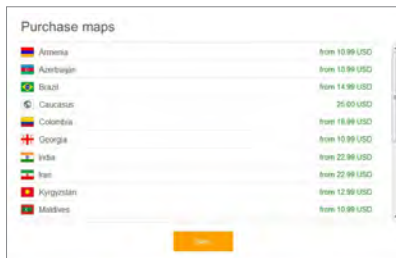 Purchase maps
Armenia from 10.99 USD
Azerbaijan from 10.99 USD
Brazil from 14.99 USD
Caucasus 25.00 USD
Colombia from 18.99 USD
Georgia from 10.99 USD
India from 22.99 USD
Iran from 22.99 USD
Kyrgyzstan from 12.99 USD
Maldives from 10.99 USD